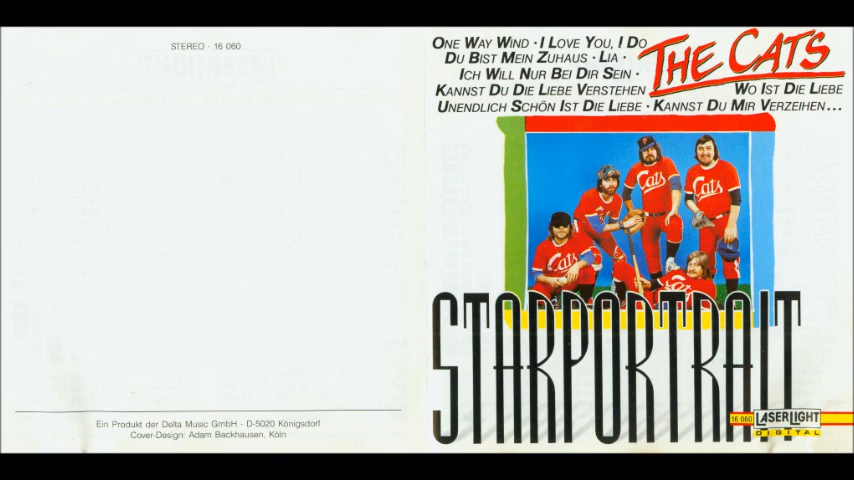 STEREO · 16 060
Ein Produkt der Delta Music GmbH - D-5020 Königsdorf
Cover-Design: Adam Backhausen, Köln
ONE WAY WIND · I LOVE YOU, I DO
DU BIST MEIN ZUHAUS · LIA ·
ICH WILL NUR BEI DIR SEIN ·
KANNST DU DIE LIEBE VERSTEHEN
WO IST DIE LIEBE
UNENDLICH SCHÖN IST DIE LIEBE · KANNST DU MIR VERZEIHEN...
THE CATS
Cats
Cats
Cats
Cats
STARPORTRAIT
16 060 LASERLIGHT
DIGITAL